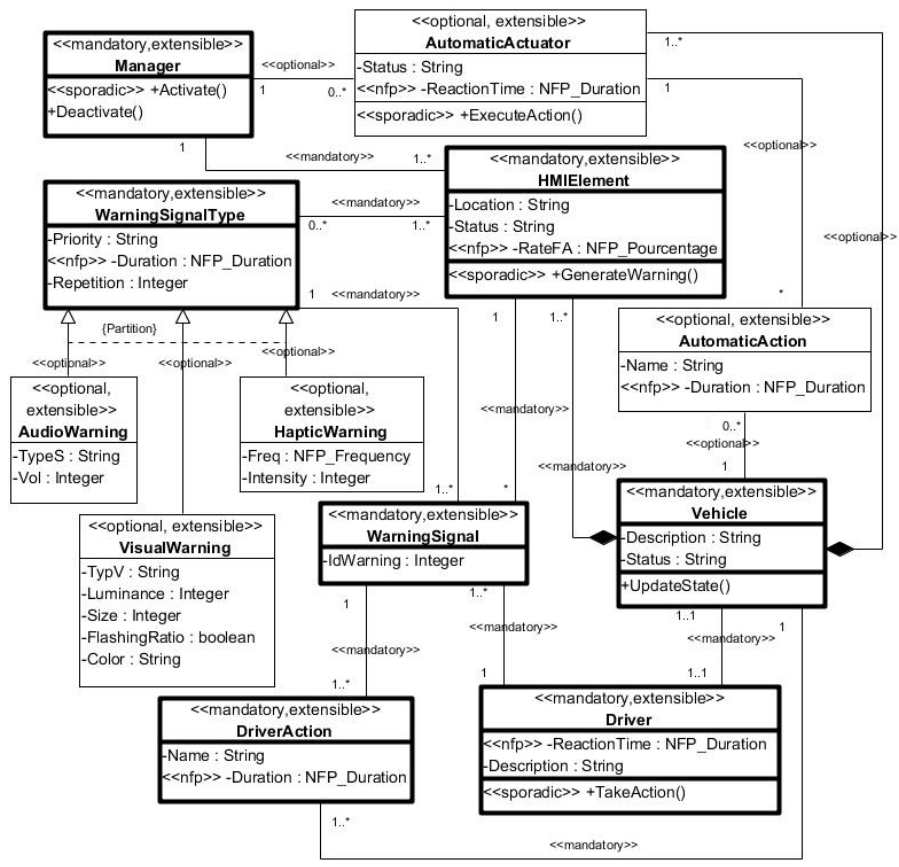 <<optional, extensible>>
AutomaticActuator
-Status : String
<<nfp>> -ReactionTime : NFP_Duration
<<sporadic>> +ExecuteAction()
<<mandatory,extensible>>
Manager
<<sporadic>> +Activate()
+Deactivate()
<<optional>>
1
0..*
1..*
1
1
<<mandatory>>
1..*
<<optional>>
<<mandatory,extensible>>
HMIElement
-Location : String
-Status : String
<<nfp>> -RateFA : NFP_Pourcentage
<<sporadic>> +GenerateWarning()
<<mandatory,extensible>>
WarningSignalType
-Priority : String
<<nfp>> -Duration : NFP_Duration
-Repetition : Integer
<<mandatory>>
0..*
1..*
<<optional>>
1
<<mandatory>>
1
1..*
*
{Partition}
<<optional>>
<<optional>>
<<optional>>
<<optional, extensible>>
AutomaticAction
-Name : String
<<nfp>> -Duration : NFP_Duration
<<optional,
extensible>>
AudioWarning
-TypeS : String
-Vol : Integer
<<optional,
extensible>>
HapticWarning
-Freq : NFP_Frequency
-Intensity : Integer
<<mandatory>>
0..*
<<optional>>
1
<<mandatory>>
1..*
*
<<mandatory,extensible>>
Vehicle
-Description : String
-Status : String
+UpdateState()
<<mandatory,extensible>>
WarningSignal
-IdWarning : Integer
<<optional, extensible>>
VisualWarning
-TypV : String
-Luminance : Integer
-Size : Integer
-FlashingRatio : boolean
-Color : String
1
1..*
<<mandatory>>
<<mandatory>>
1..*
1
1..1
1
<<mandatory>>
1..1
<<mandatory,extensible>>
DriverAction
-Name : String
<<nfp>> -Duration : NFP_Duration
<<mandatory,extensible>>
Driver
<<nfp>> -ReactionTime : NFP_Duration
-Description : String
<<sporadic>> +TakeAction()
1..*
<<mandatory>>